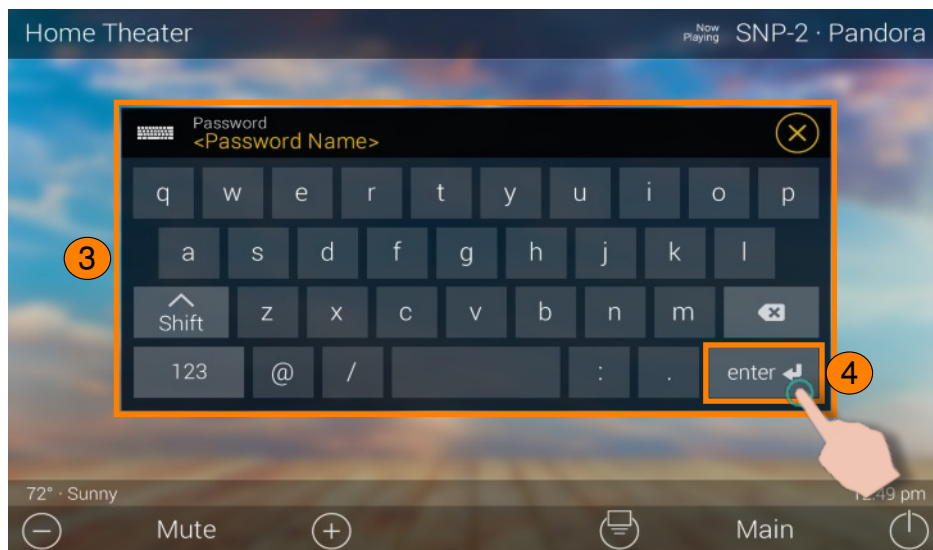 Home Theater
Now Playing SNP-2 · Pandora
Password
<Password Name>
q w e r t y u i o p
3
a s d f g h j k l
Shift z x c v b n m
123 @ / : . enter
4
72° · Sunny
12:49 pm
Mute
Main